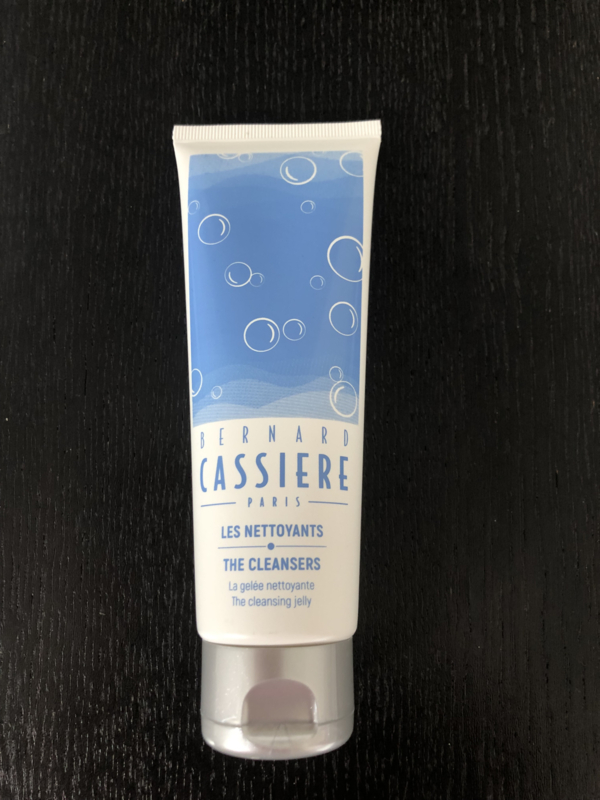 BERNARD
CASSIERE
PARIS
LES NETTOYANTS
THE CLEANSERS
La gelée nettoyante
The cleansing jelly